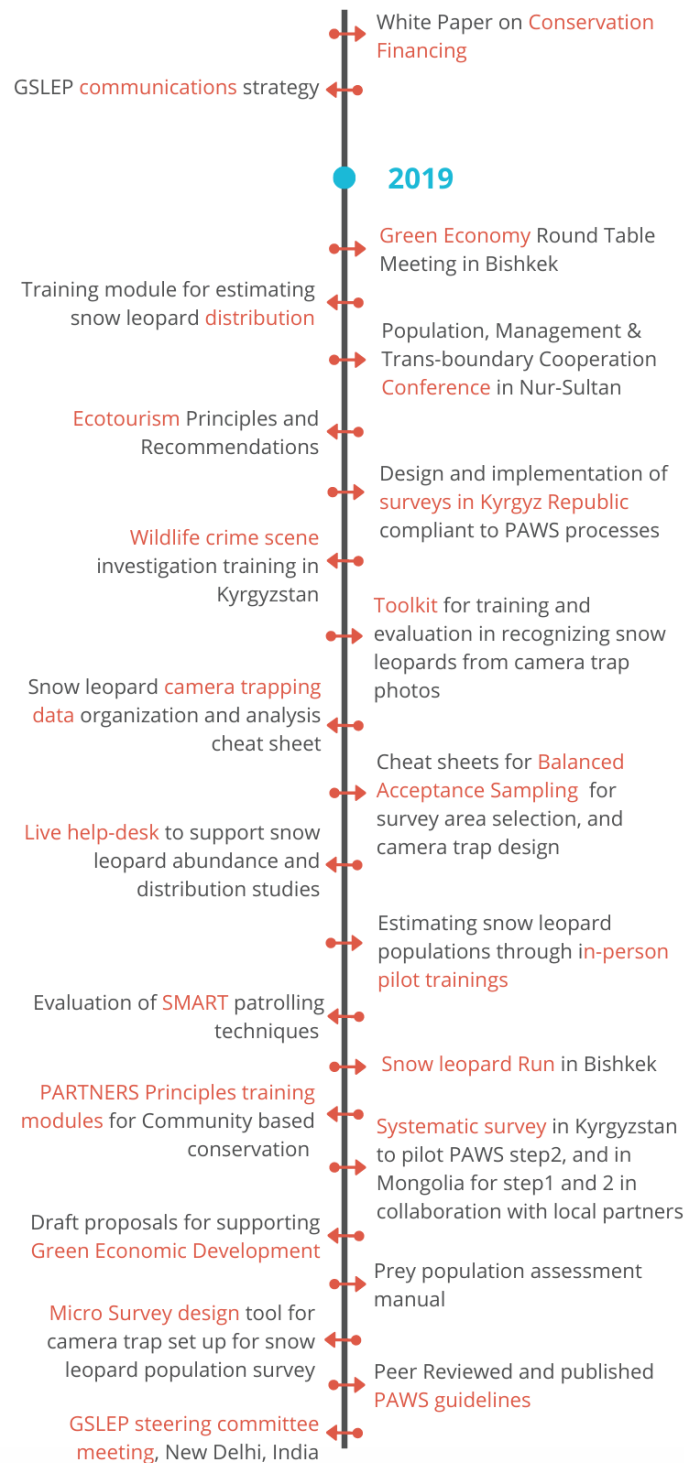 White Paper on Conservation
Financing
GSLEP communications strategy
2019
Green Economy Round Table
Meeting in Bishkek
Training module for estimating
snow leopard distribution
Population, Management &
Trans-boundary Cooperation
Conference in Nur-Sultan
Ecotourism Principles and
Recommendations
Design and implementation of
surveys in Kyrgyz Republic
compliant to PAWS processes
Wildlife crime scene
investigation training in
Kyrgyzstan
Toolkit for training and
evaluation in recognizing snow
leopards from camera trap
photos
Snow leopard camera trapping
data organization and analysis
cheat sheet
Cheat sheets for Balanced
Acceptance Sampling for
survey area selection, and
camera trap design
Live help-desk to support snow
leopard abundance and
distribution studies
Estimating snow leopard
populations through in-person
pilot trainings
Evaluation of SMART patrolling
techniques
Snow leopard Run in Bishkek
PARTNERS Principles training
modules for Community based
conservation
Systematic survey in Kyrgyzstan
to pilot PAWS step2, and in
Mongolia for step1 and 2 in
collaboration with local partners
Draft proposals for supporting
Green Economic Development
Prey population assessment
manual
Micro Survey design tool for
camera trap set up for snow
leopard population survey
Peer Reviewed and published
PAWS guidelines
GSLEP steering committee
meeting, New Delhi, India